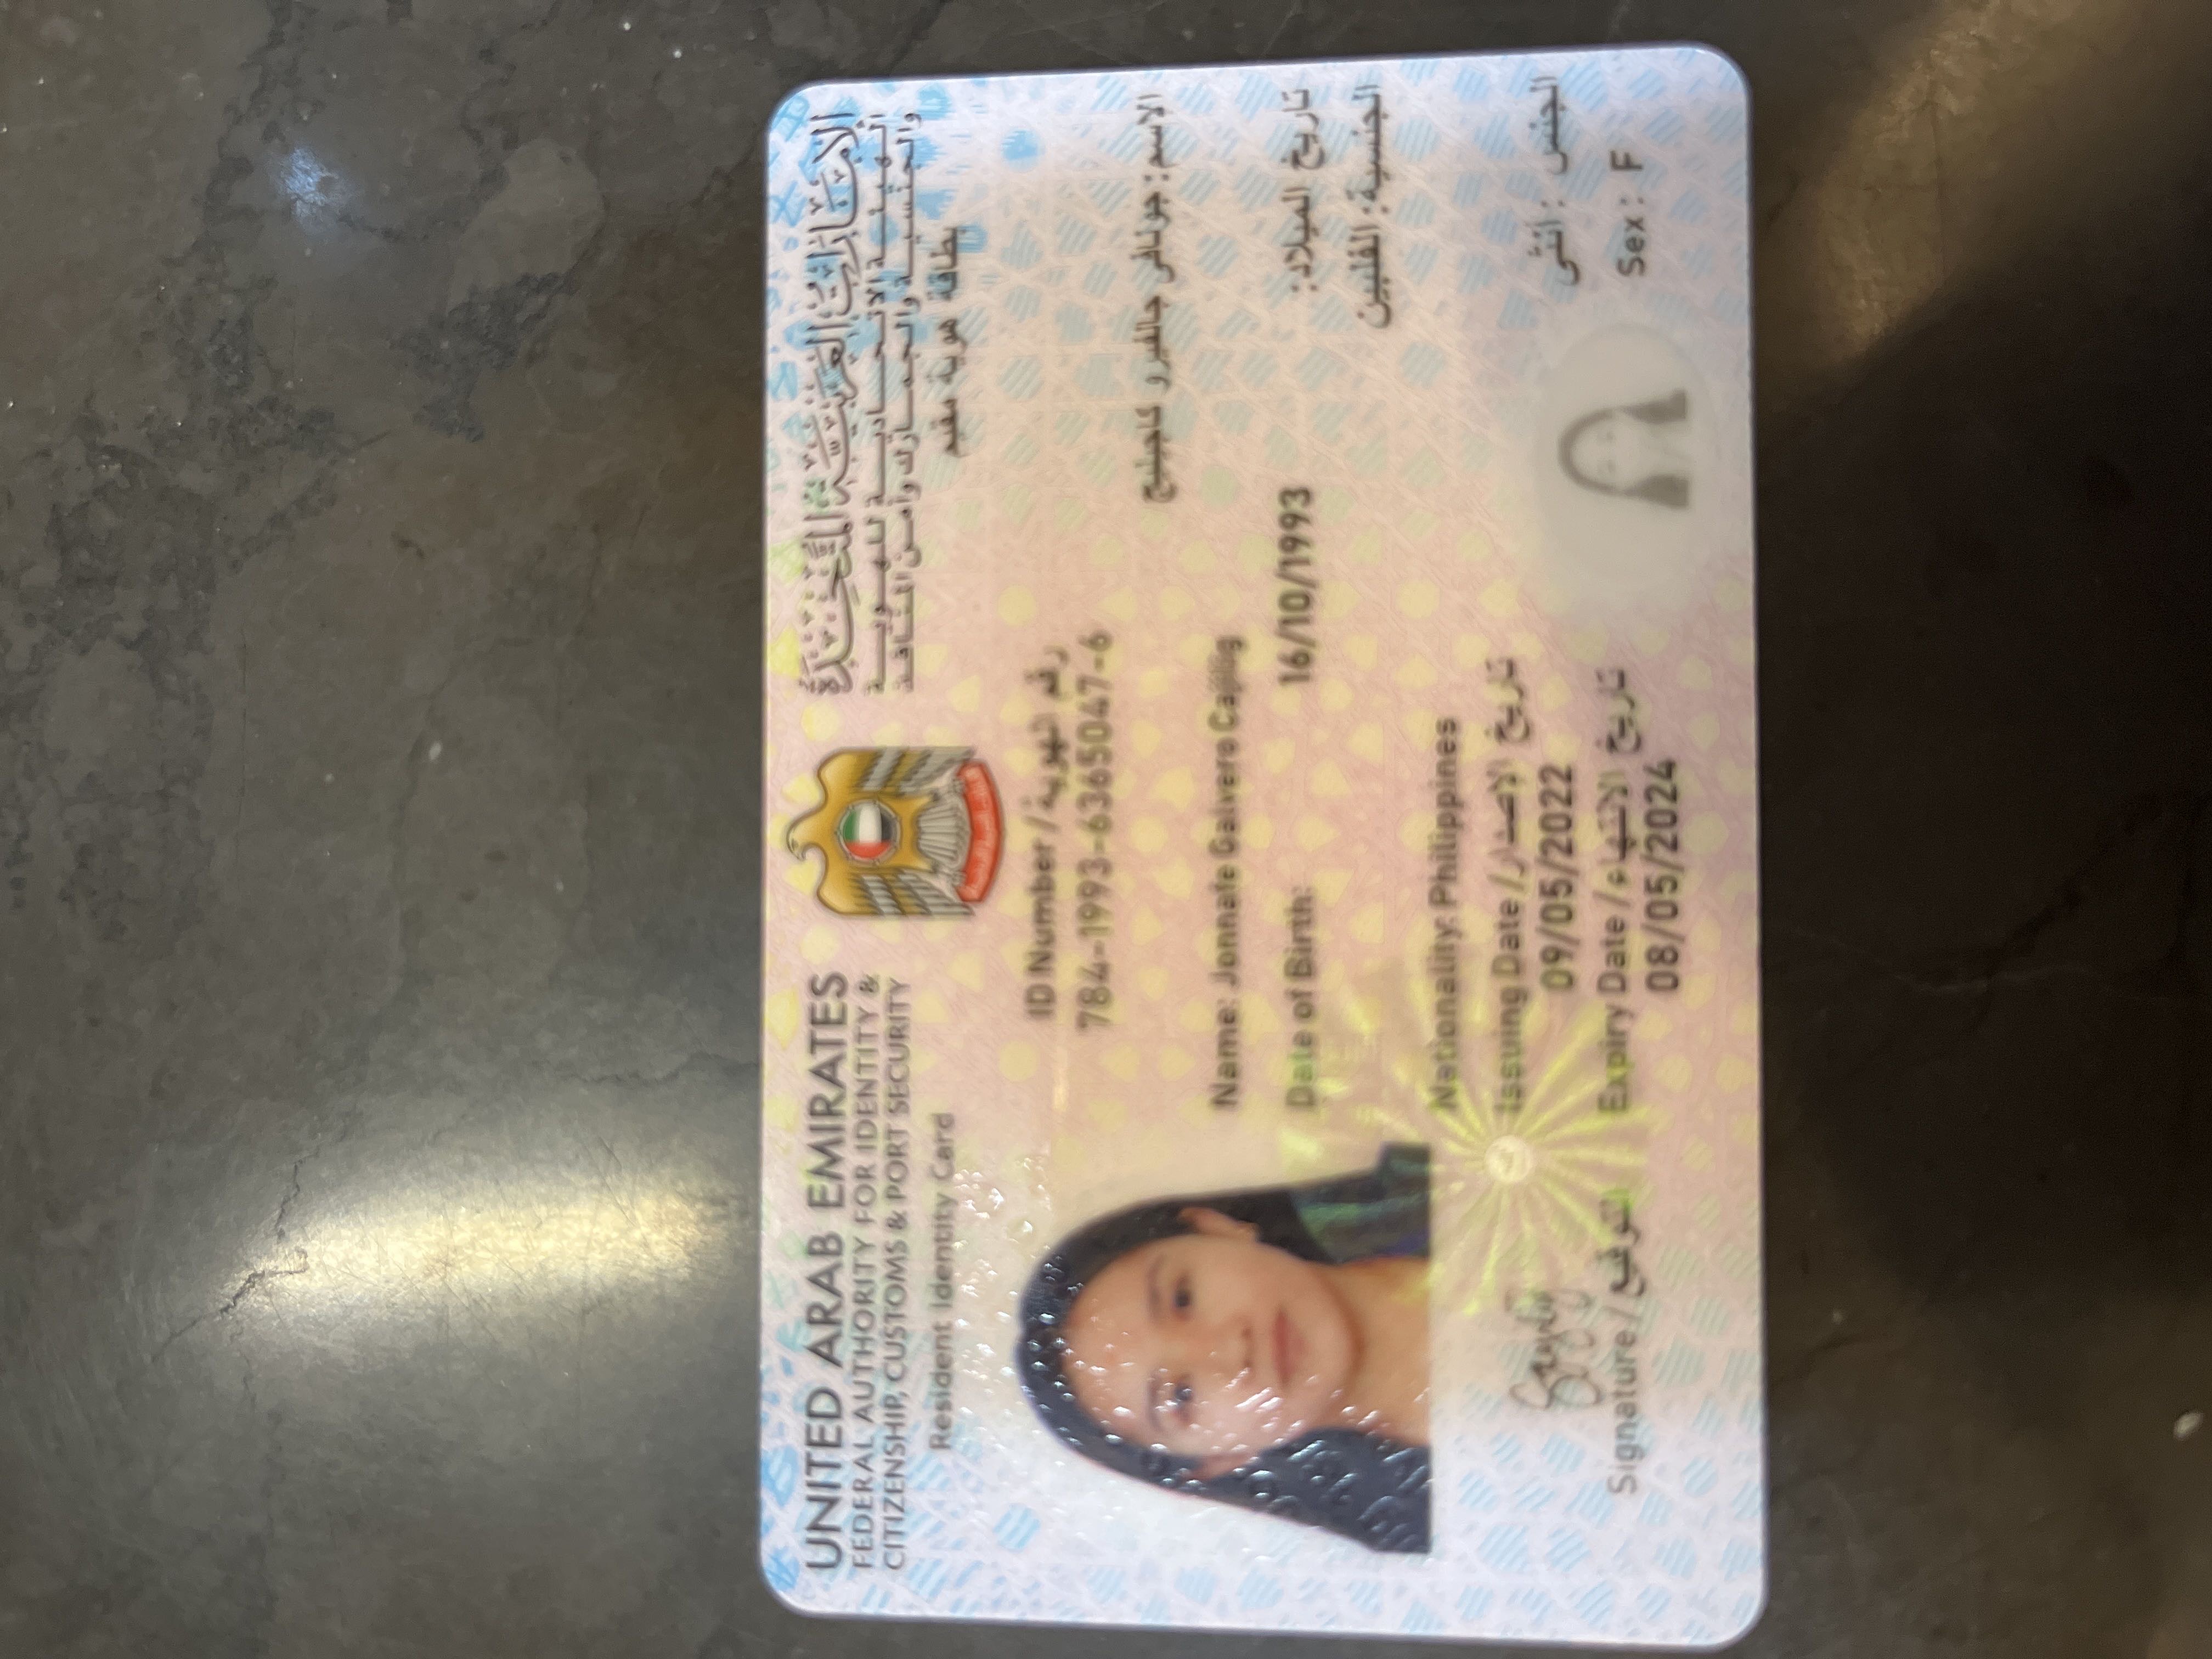 UNITED ARAB EMIRATES
FEDERAL AUTHORITY FOR IDENTITY &
CITIZENSHIP, CUSTOMS & PORT SECURITY
Resident Identity Card
الإمارات العربية المتحدة
الهيئة الاتحادية للهوية
والجنسية والجمارك وأمن المنافذ
بطاقة هوية مقيم
ID Number / رقم الهوية
784-1993-6365047-6
الاسم: جونافى جالفيرو كاجيليج
Name: Jonnafe Galvero Cajilig
Date of Birth: 16/10/1993 تاريخ الميلاد:
الجنسية: الفلبين
Nationality: Philippines
Issuing Date / تاريخ الإصدار
09/05/2022
Expiry Date / تاريخ الانتهاء
08/05/2024
الجنس : أنثى
Sex : F
Signature / التوقيع